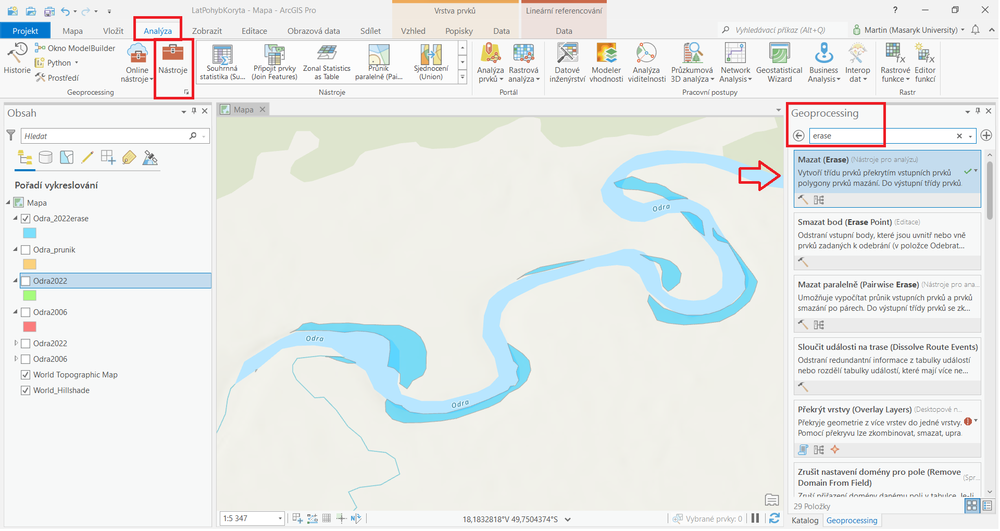 LatPohybKoryta - Mapa - ArcGIS Pro
Vrstva prvků
Lineární referencování
?
Projekt
Mapa
Vložit
Analýza
Zobrazit
Editace
Obrazová data
Sdílet
Vzhled
Popisky
Data
Data
Vyhledávací příkaz (Alt+Q)
Martin (Masaryk University)
Historie
Okno ModelBuilder
Python
Prostředí
Online
nástroje
Nástroje
Geoprocessing
Souhrnná
statistika (Su...
Připojit prvky
(Join Features)
Zonal Statistics
as Table
Průnik
paralelně (Pai...
Sjednocení
(Union)
Nástroje
Analýza
prvků
Rastrová
analýza
Portál
Datové
inženýrství
Modeler
vhodnosti
Analýza
viditelnosti
Průzkumová
3D analýza
Network
Analysis
Geostatistical
Wizard
Business
Analysis
Interop
dat
Pracovní postupy
Rastrové
funkce
Editor
funkcí
Rastr
Obsah
Hledat
Pořadí vykreslování
Mapa
Odra_2022erase
Odra_prunik
Odra2022
Odra2006
Odra2022
Odra2006
World Topographic Map
World_Hillshade
Mapa
Odra
Odra
Odra
1:5 347
18,1832818°V 49,7504374°S
Vybrané prvky: 0
Geoprocessing
erase
Mazat (Erase) (Nástroje pro analýzu)
Vytvoří třídu prvků překrytím vstupních prvků
polygony prvků mazání. Do výstupní třídy prvků.
Smazat bod (Erase Point) (Editace)
Odstraní vstupní body, které jsou uvnitř nebo vně
prvků zadaných k odebrání (v položce Odebrat...
Mazat paralelně (Pairwise Erase) (Nástroje pro ana...
Umožňuje vypočítat průnik vstupních prvků a prvků
smazání po párech. Do výstupní třídy prvků se zk...
Sloučit události na trase (Dissolve Route Events)
Odstraní redundantní informace z tabulky událostí
nebo rozdělí tabulky událostí, které mají více ne...
Překrýt vrstvy (Overlay Layers) (Desktopové n...
Překryje geometrie z více vrstev do jedné vrstvy.
Pomocí překryvu lze zkombinovat, smazat, upra.
Zrušit nastavení domény pro pole (Remove
Domain From Field) (Spr...
Zruší přiřazení domény danému poli v tabulce. Je-li
29 Položky
Katalog
Geoprocessing